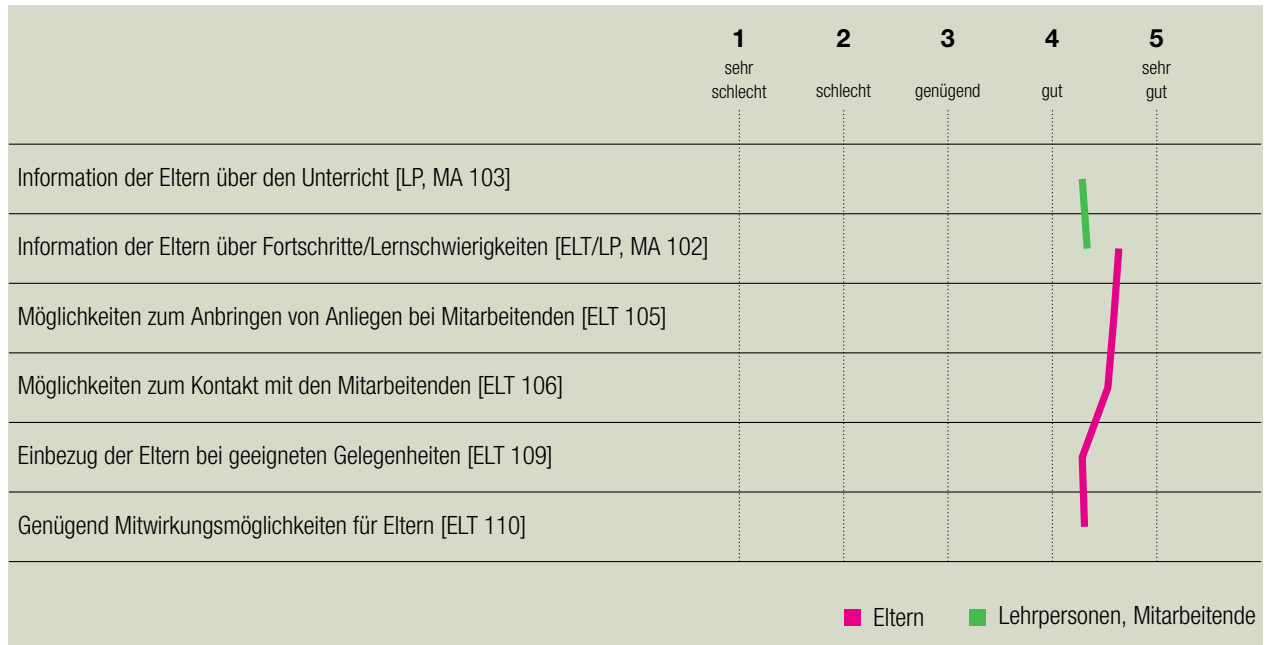 1 2 3 4 5
sehr schlecht schlecht genügend gut sehr gut
Information der Eltern über den Unterricht [LP, MA 103]
Information der Eltern über Fortschritte/Lernschwierigkeiten [ELT/LP, MA 102]
Möglichkeiten zum Anbringen von Anliegen bei Mitarbeitenden [ELT 105]
Möglichkeiten zum Kontakt mit den Mitarbeitenden [ELT 106]
Einbezug der Eltern bei geeigneten Gelegenheiten [ELT 109]
Genügend Mitwirkungsmöglichkeiten für Eltern [ELT 110]
Eltern Lehrpersonen, Mitarbeitende